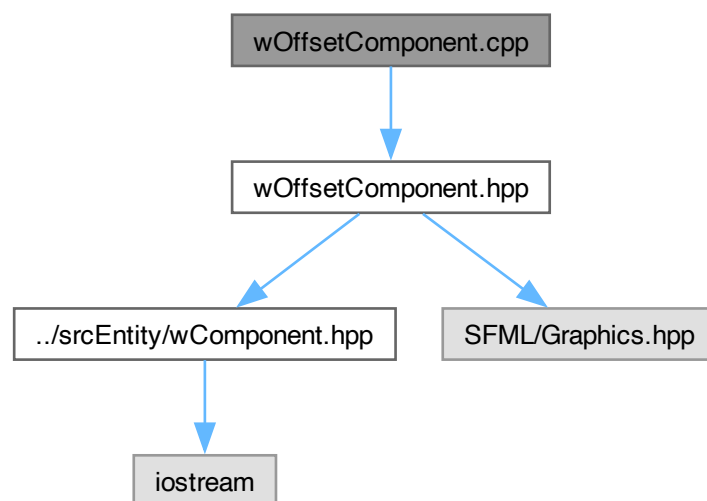 wOffsetComponent.cpp
wOffsetComponent.hpp
../srcEntity/wComponent.hpp
SFML/Graphics.hpp
iostream